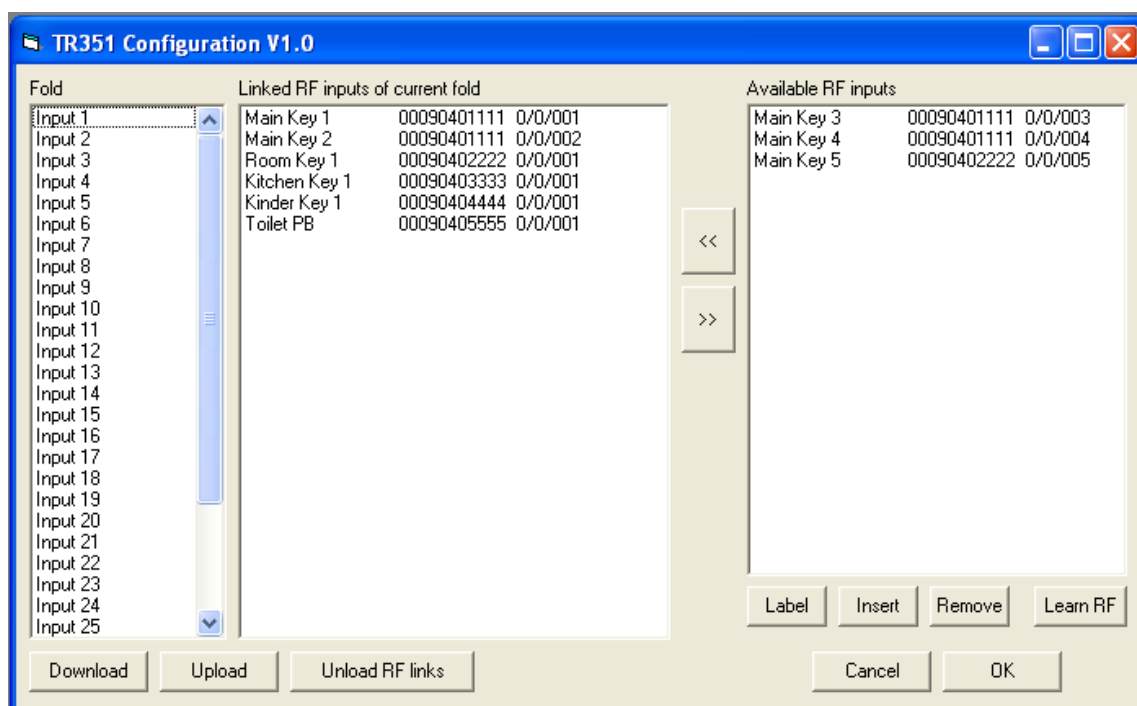 TR351 Configuration V1.0
Fold
Input 1
Input 2
Input 3
Input 4
Input 5
Input 6
Input 7
Input 8
Input 9
Input 10
Input 11
Input 12
Input 13
Input 14
Input 15
Input 16
Input 17
Input 18
Input 19
Input 20
Input 21
Input 22
Input 23
Input 24
Input 25
Linked RF inputs of current fold
Main Key 1 00090401111 0/0/001
Main Key 2 00090401111 0/0/002
Room Key 1 00090402222 0/0/001
Kitchen Key 1 00090403333 0/0/001
Kinder Key 1 00090404444 0/0/001
Toilet PB 00090405555 0/0/001
<<
>>
Available RF inputs
Main Key 3 00090401111 0/0/003
Main Key 4 00090401111 0/0/004
Main Key 5 00090402222 0/0/005
Label Insert Remove Learn RF
Download Upload Unload RF links Cancel OK